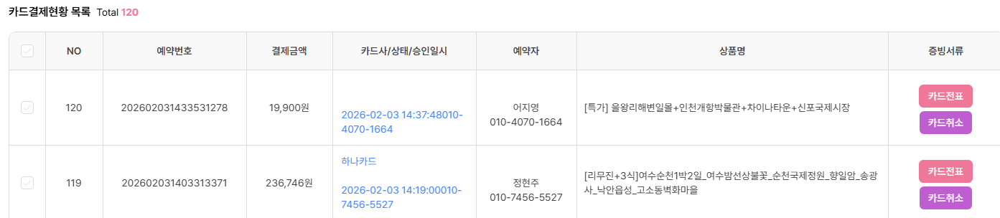 카드결제현황 목록 Total 120
NO 예약번호 결제금액 카드사/상태/승인일시 예약자 상품명 증빙서류
120 202602031433531278 19,900원
2026-02-03 14:37:48010-
4070-1664
어지영
010-4070-1664
[특가] 을왕리해변일몰+인천개항박물관+차이나타운+신포국제시장
카드전표
카드취소
119 202602031403313371 236,746원
하나카드
2026-02-03 14:19:00010-
7456-5527
정현주
010-7456-5527
[리무진+3식]여수순천1박2일_여수밤선상불꽃_순천국제정원_향일암_송광
사_낙안읍성_고소동벽화마을
카드전표
카드취소